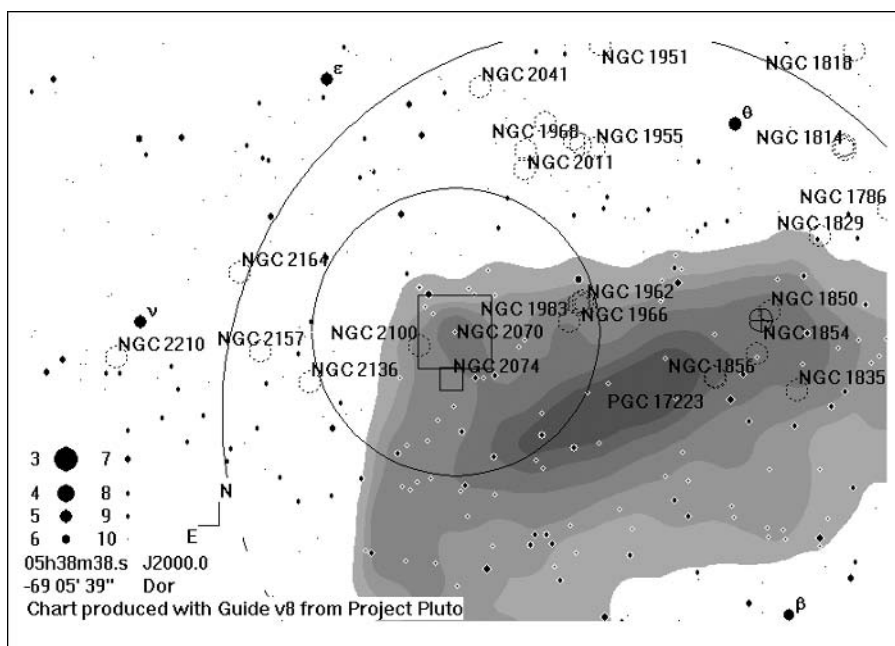 NGC 1951
NGC 1818
ε
NGC 2041
θ
NGC 1968
NGC 1955
NGC 1814
NGC 2011
NGC 1786
NGC 1829
NGC 2164
ν
NGC 1962
NGC 1850
NGC 1983
NGC 1966
NGC 2100
NGC 2070
NGC 1854
NGC 2210
NGC 2157
NGC 2136
NGC 2074
NGC 1856
NGC 1835
PGC 17223
3 7
4 8
5 9
6 10
N
E
05h38m38.s J2000.0
-69 05' 39" Dor
Chart produced with Guide v8 from Project Pluto
β